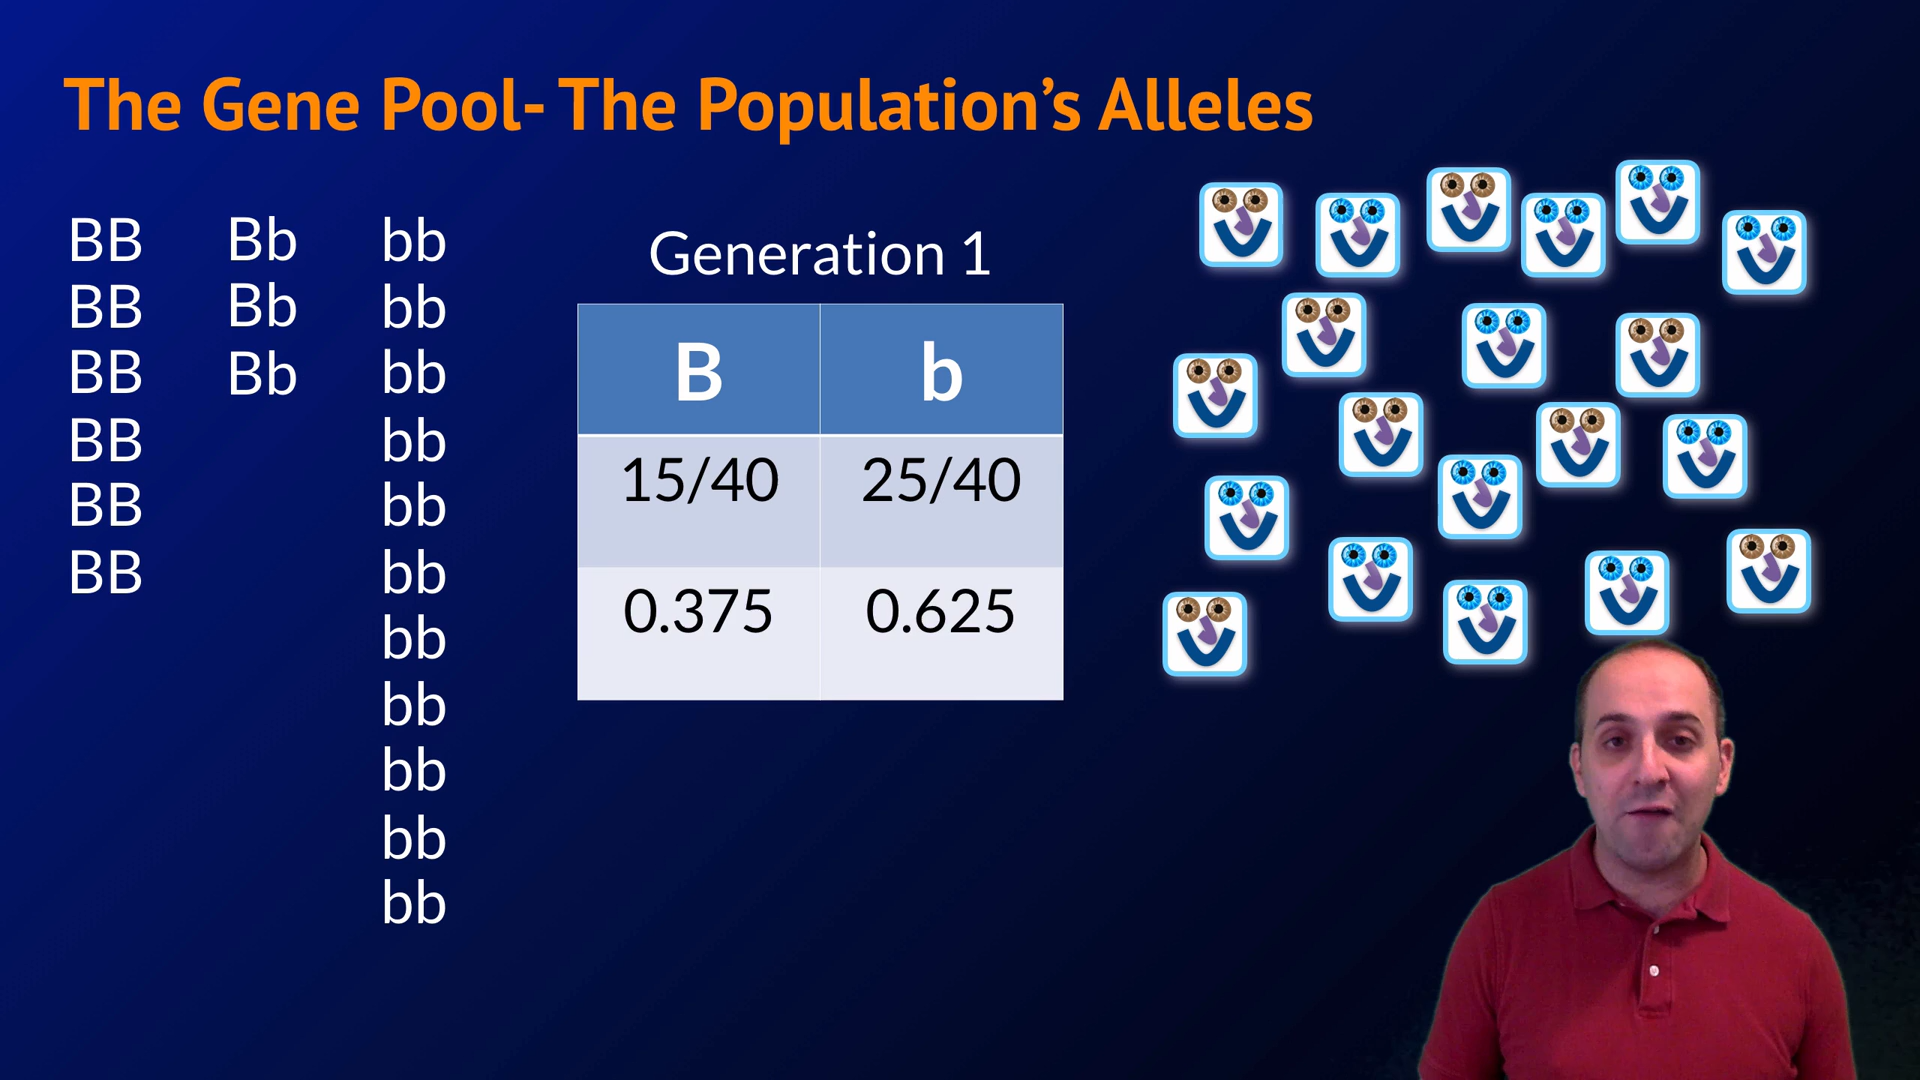 The Gene Pool- The Population’s Alleles
BB Bb bb
BB Bb bb
BB Bb bb
BB bb
BB bb
BB bb
bb
bb
bb
bb
bb
Generation 1
B b
15/40 25/40
0.375 0.625